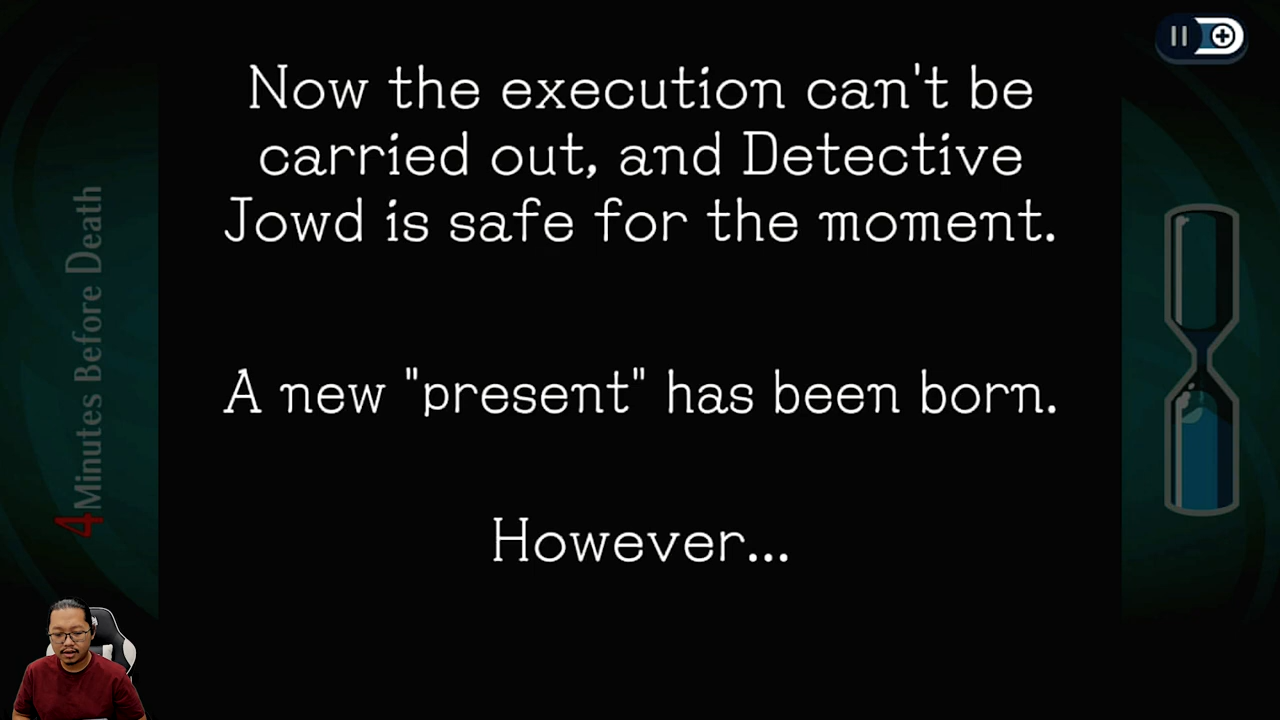 Now the execution can't be
carried out, and Detective
Jowd is safe for the moment.
A new "present" has been born.
However...
4 Minutes Before Death